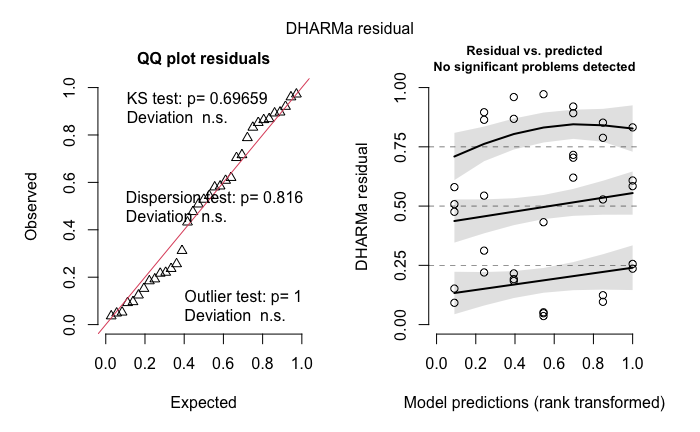 DHARMa residual
QQ plot residuals
KS test: p= 0.69659
Deviation  n.s.
Dispersion test: p= 0.816
Deviation  n.s.
Outlier test: p= 1
Deviation  n.s.
Observed
0.0 0.2 0.4 0.6 0.8 1.0
0.0 0.2 0.4 0.6 0.8 1.0
Expected
Residual vs. predicted
No significant problems detected
DHARMa residual
0.00 0.25 0.50 0.75 1.00
0.0 0.2 0.4 0.6 0.8 1.0
Model predictions (rank transformed)